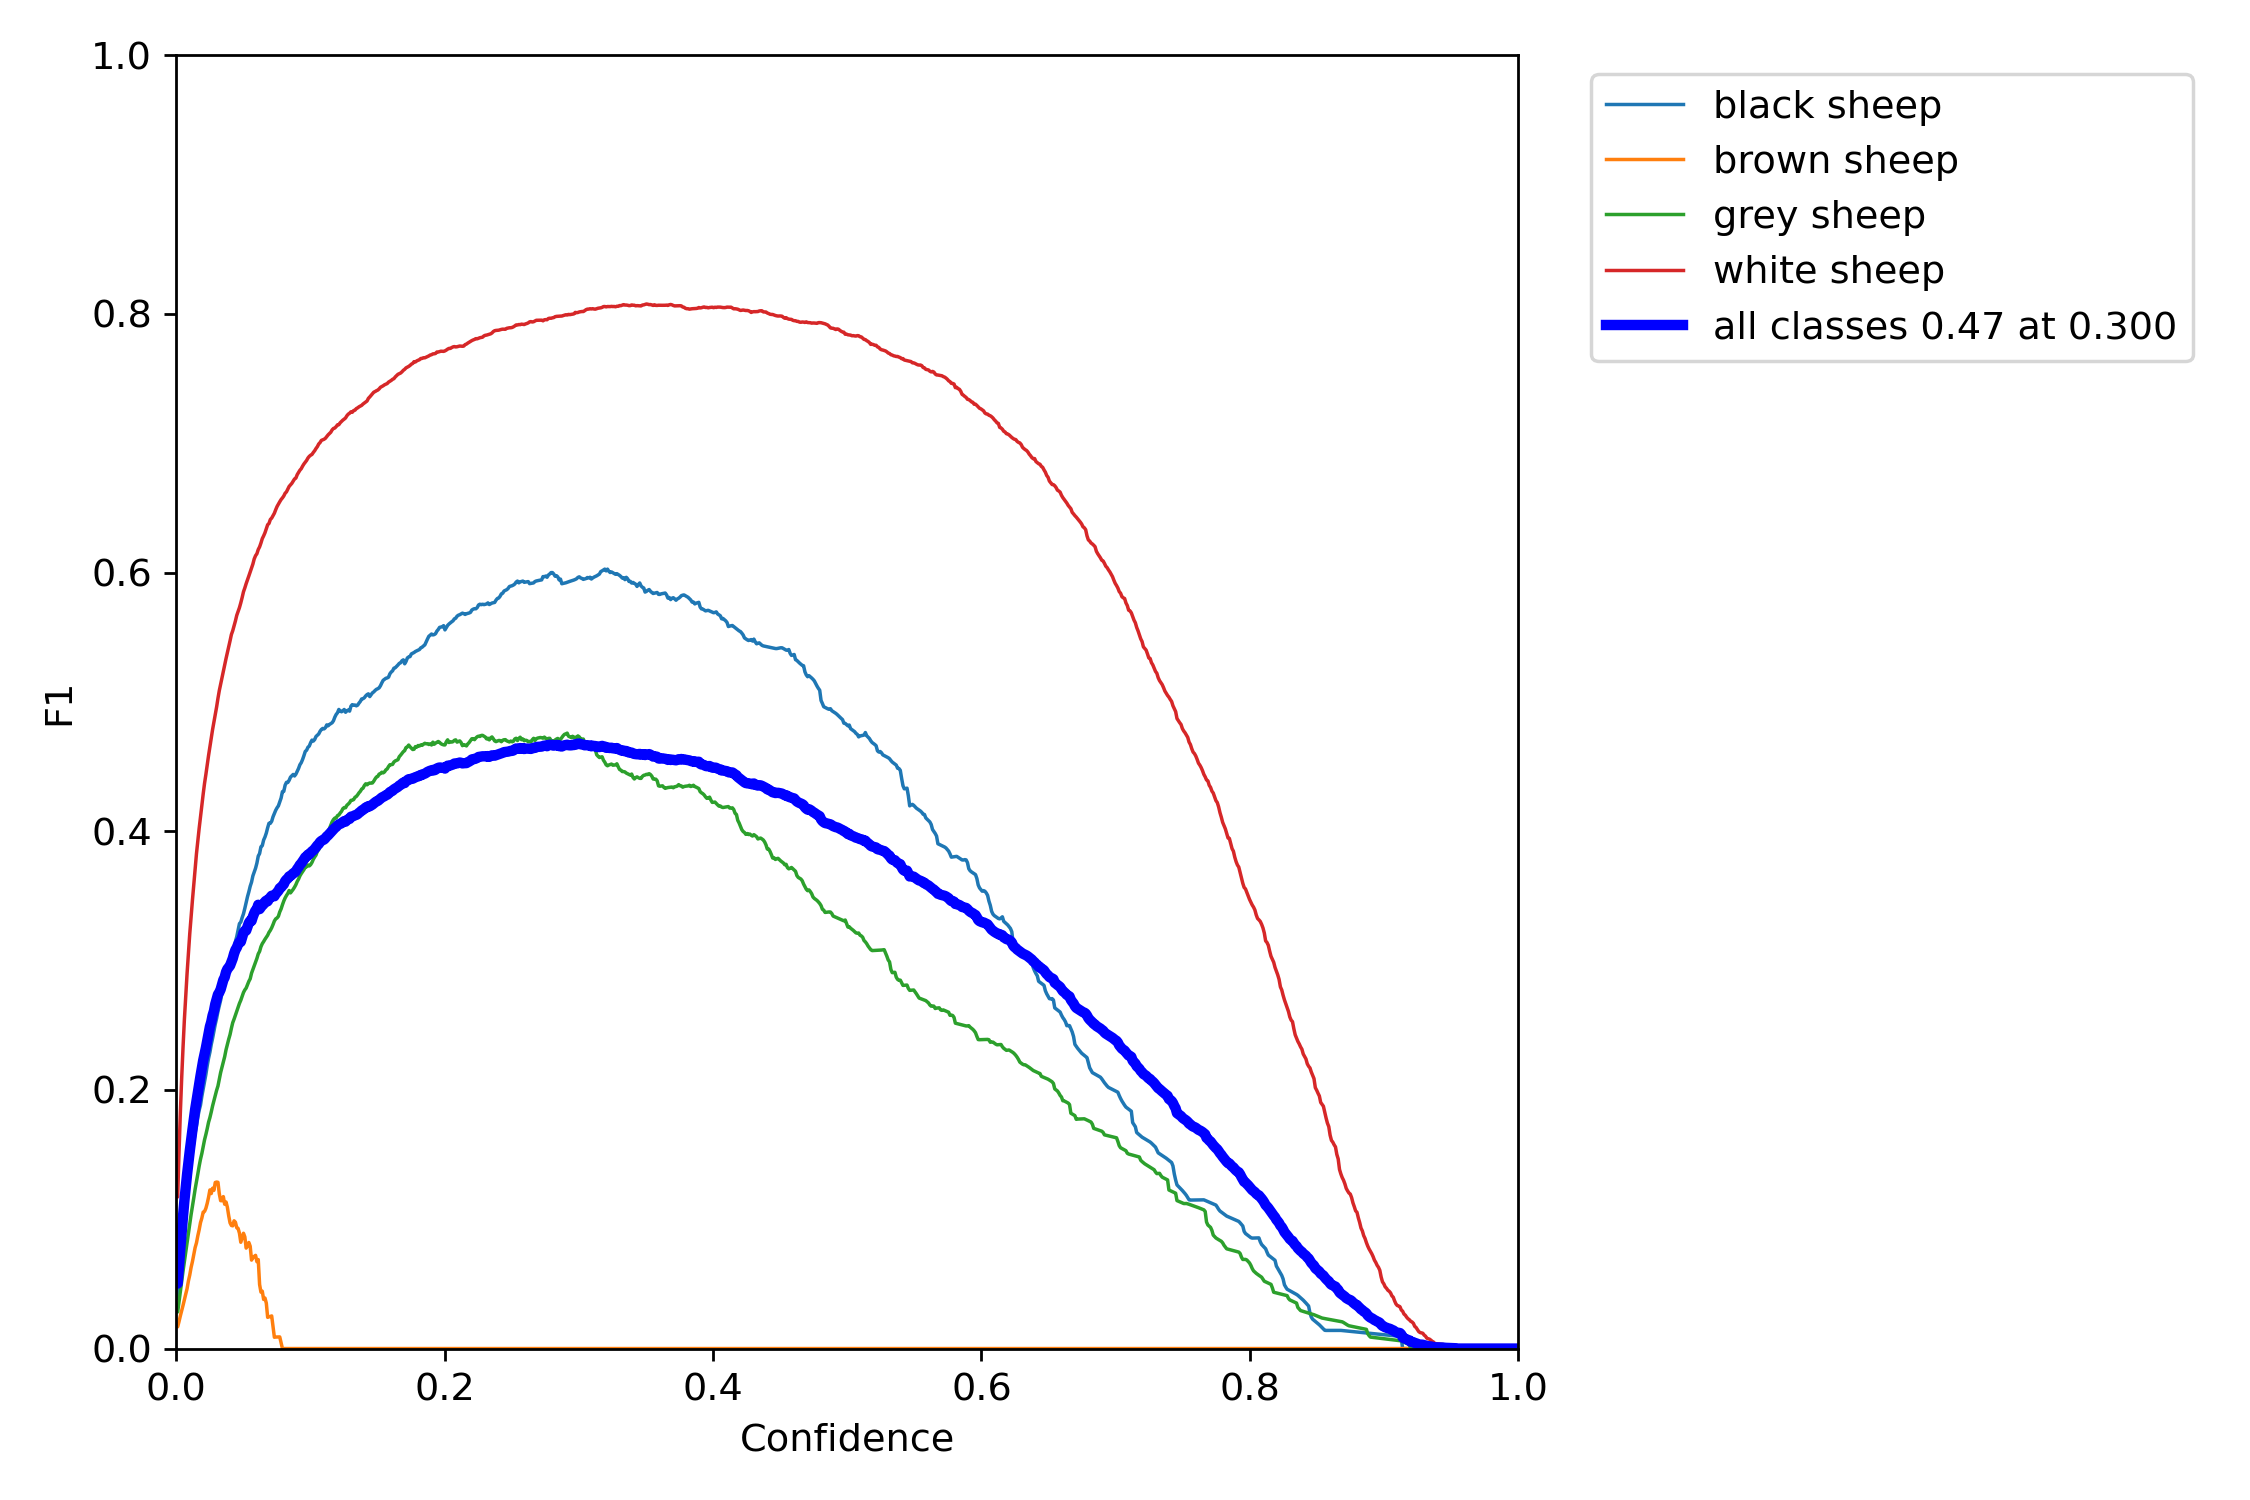 1.0
0.8
0.6
0.4
0.2
0.0
F1
0.0 0.2 0.4 0.6 0.8 1.0
Confidence
black sheep
brown sheep
grey sheep
white sheep
all classes 0.47 at 0.300